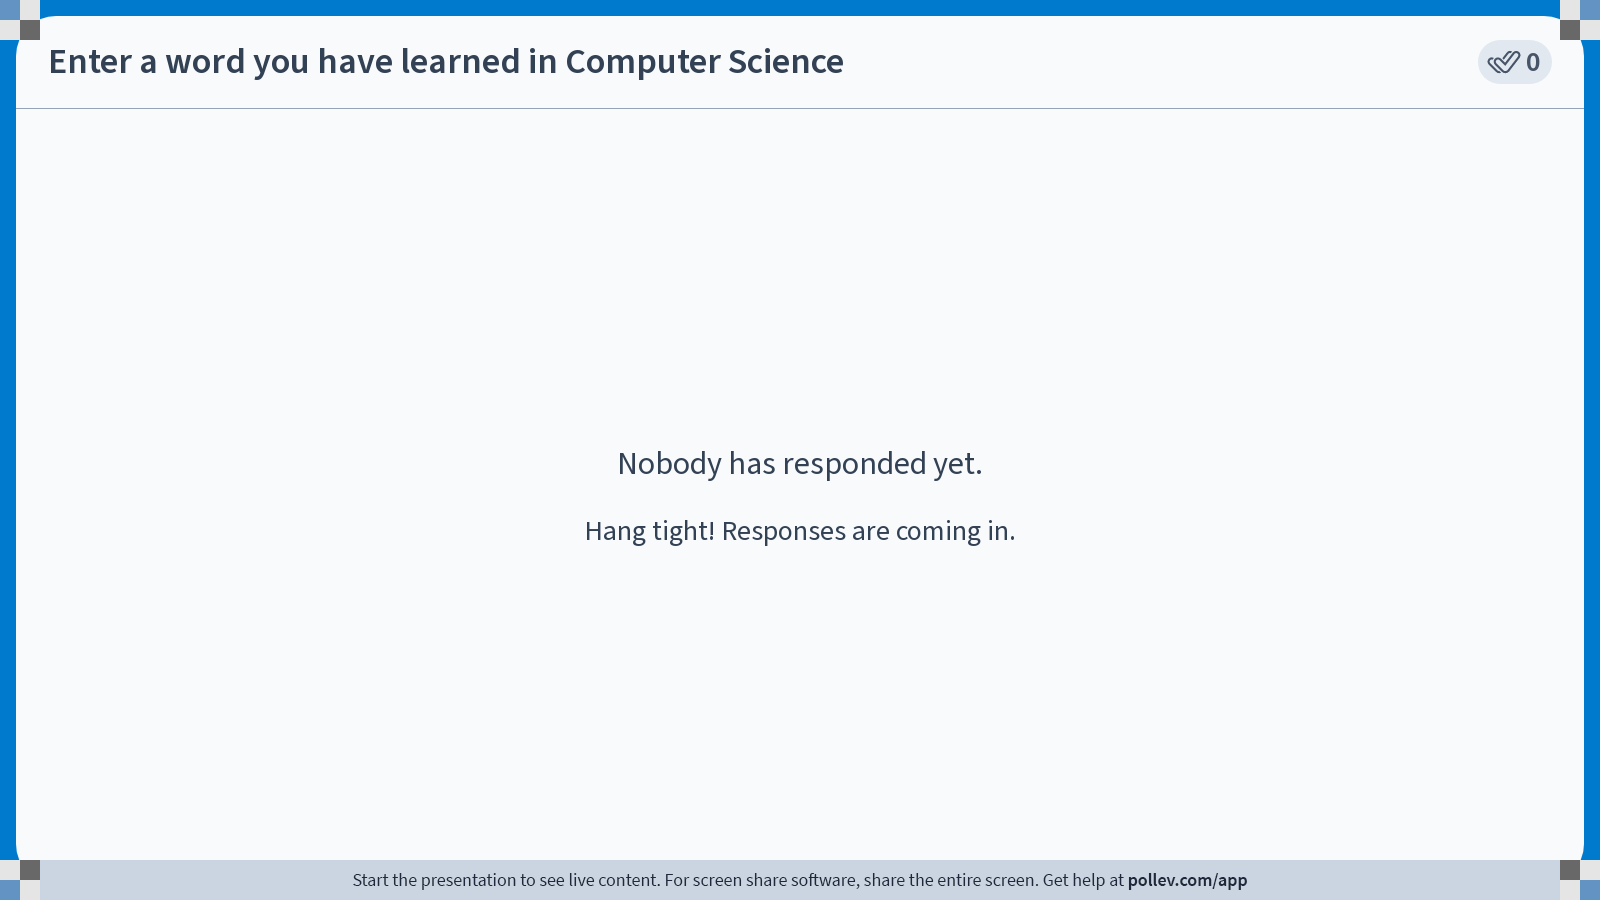 Enter a word you have learned in Computer Science
0
Nobody has responded yet.
Hang tight! Responses are coming in.
Start the presentation to see live content. For screen share software, share the entire screen. Get help at pollev.com/app